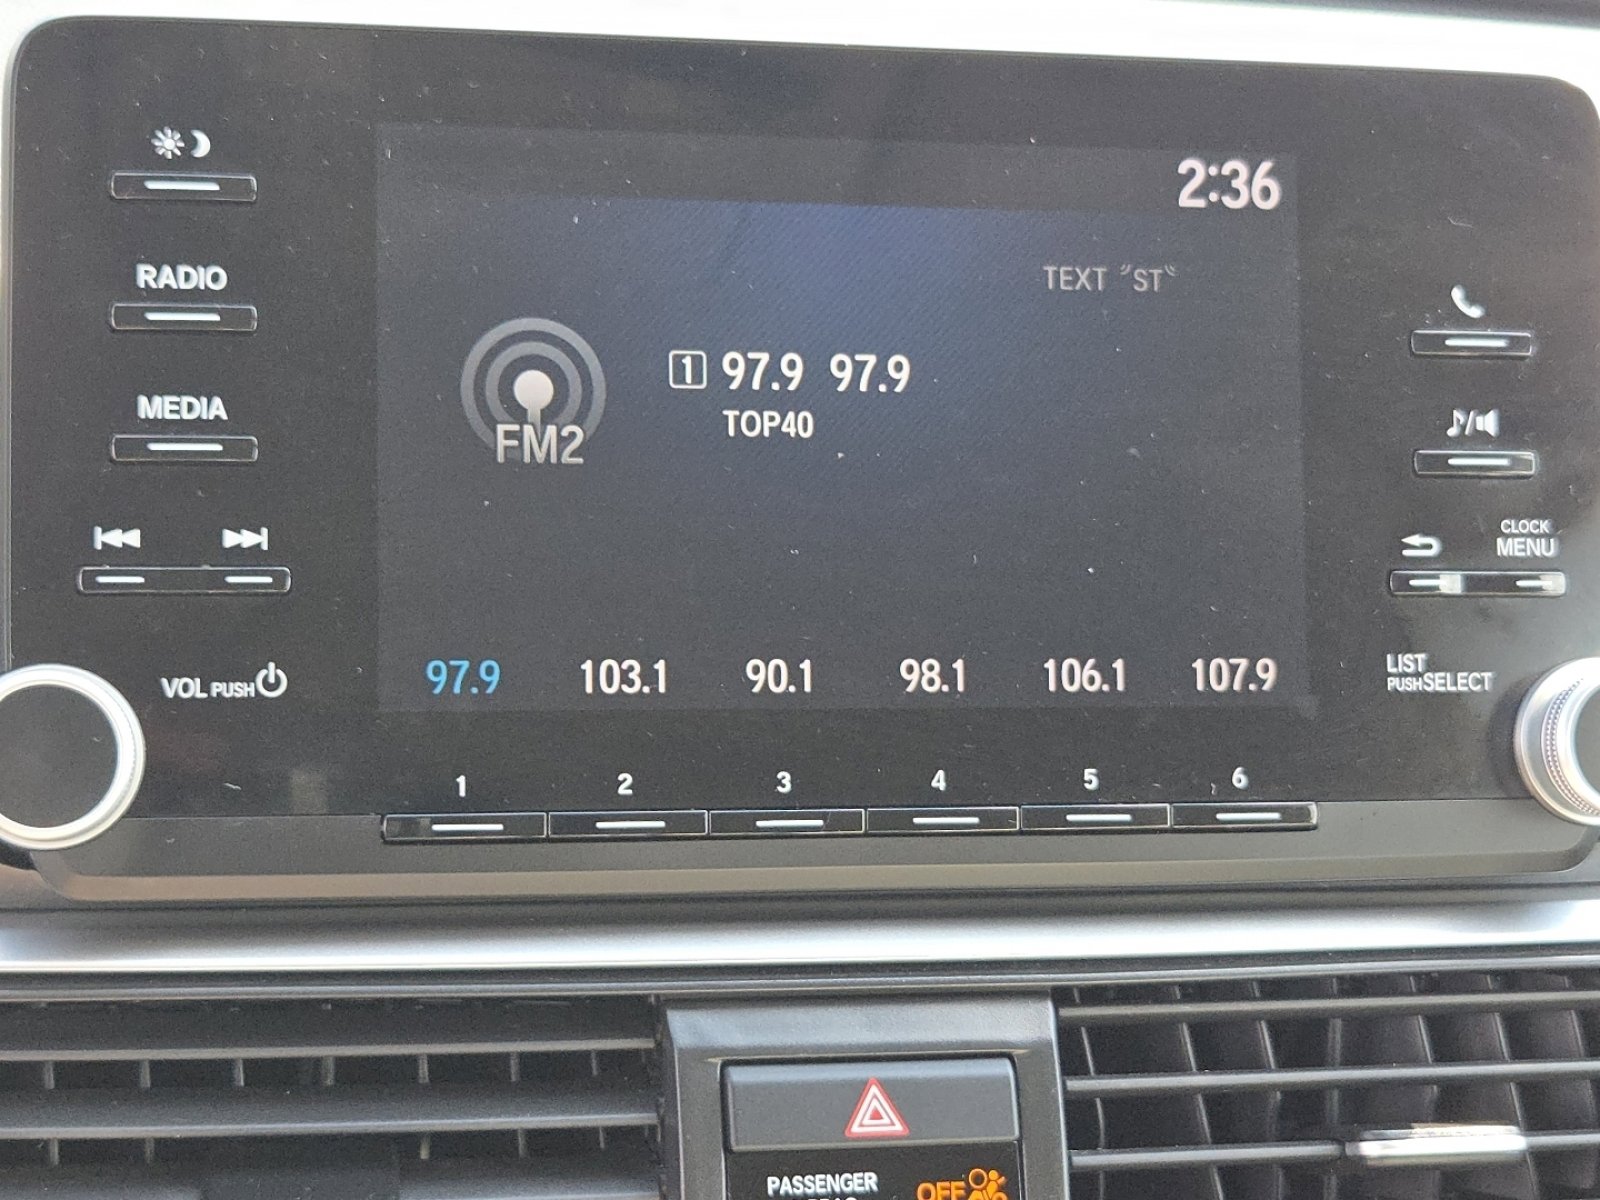 2:36
RADIO
TEXT "ST"
1 97.9 97.9
TOP40
MEDIA
FM2
CLOCK
MENU
VOL PUSH
LIST
PUSH SELECT
97.9 103.1 90.1 98.1 106.1 107.9
1 2 3 4 5 6
PASSENGER
OFF